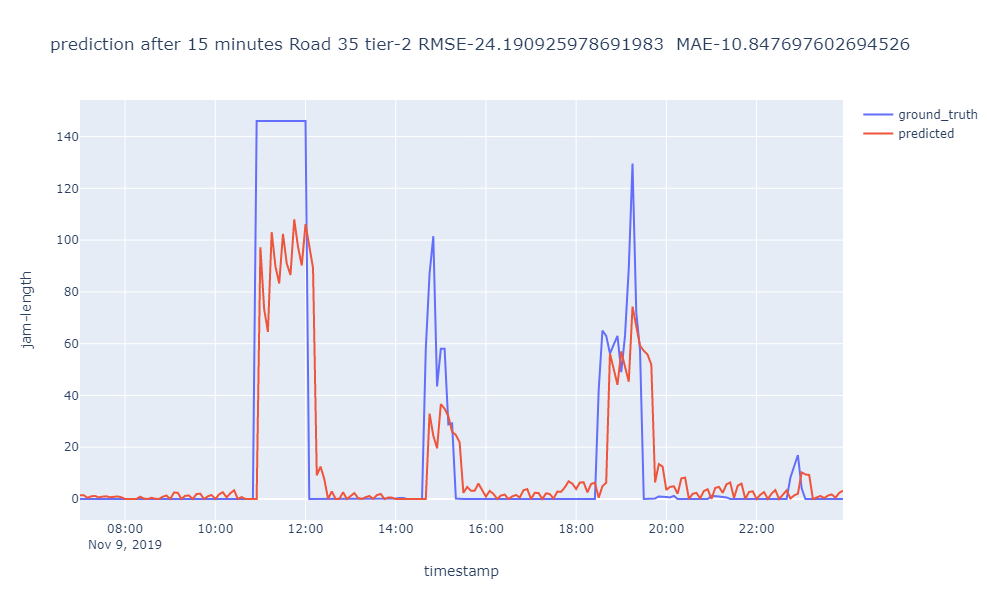 prediction after 15 minutes Road 35 tier-2 RMSE-24.190925978691983  MAE-10.847697602694526
ground_truth
predicted
140
120
100
80
60
40
20
0
jam-length
08:00 10:00 12:00 14:00 16:00 18:00 20:00 22:00
Nov 9, 2019
timestamp